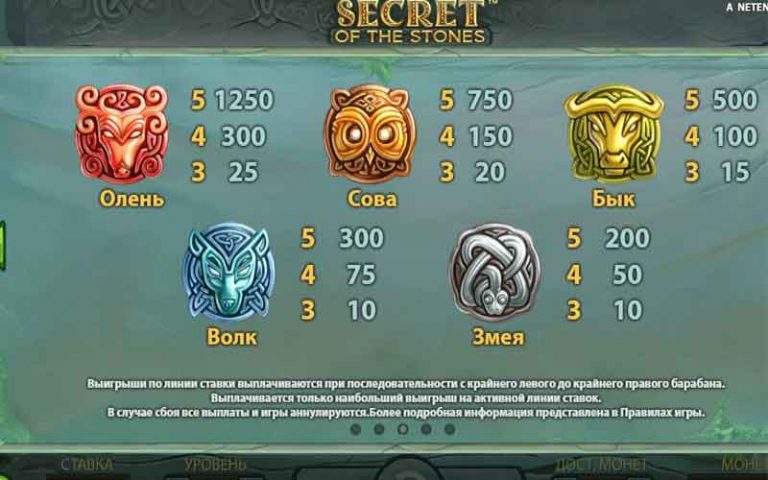 SECRET™
A NETEN
OF THE STONES
5 1250
4 300
3 25
Олень
5 750
4 150
3 20
Сова
5 500
4 100
3 15
Бык
5 300
4 75
3 10
Волк
5 200
4 50
3 10
Змея
Выигрыши по линии ставки выплачиваются при последовательности с крайнего левого до крайнего правого барабана.
Выплачивается только наибольший выигрыш на активной линии ставок.
В случае сбоя все выплаты и игры аннулируются.Более подробная информация представлена в Правилах игры.
СТАВКА УРОВЕНЬ ДОСТ. МОНЕТ МОНЕТ